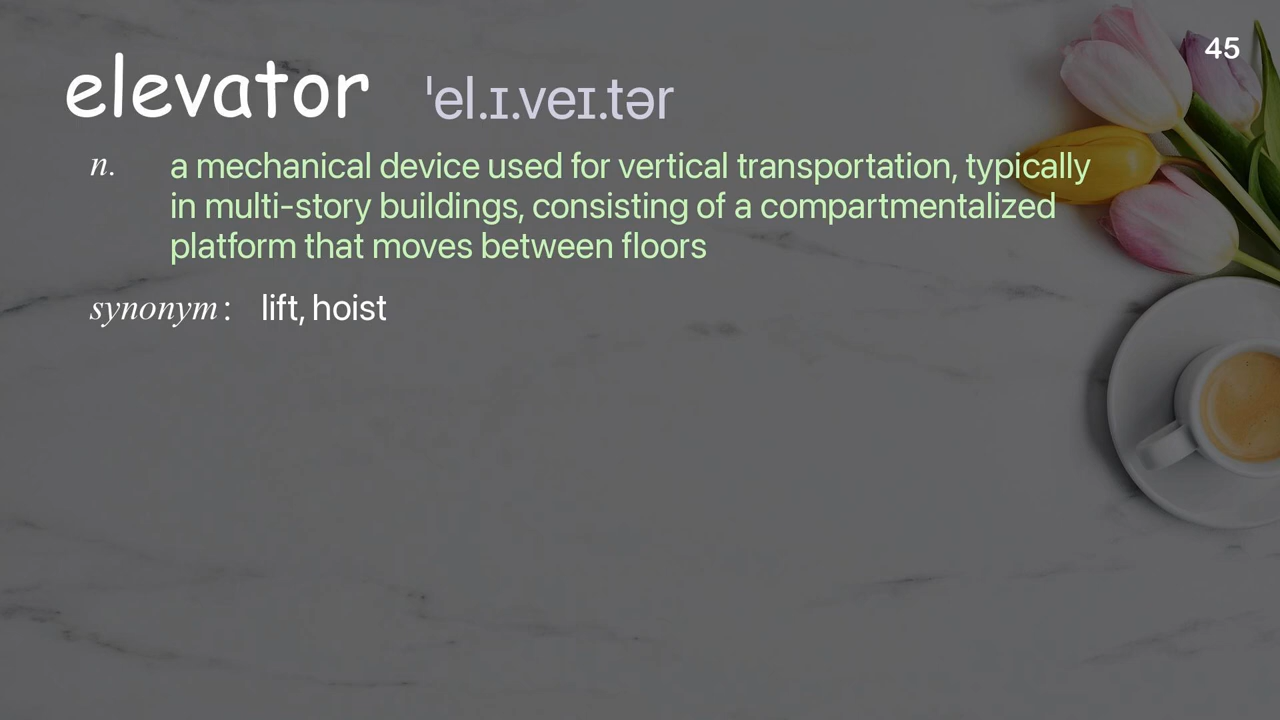 45
elevator ˈel.ɪ.veɪ.tər
n. a mechanical device used for vertical transportation, typically
in multi-story buildings, consisting of a compartmentalized
platform that moves between floors
synonym: lift, hoist